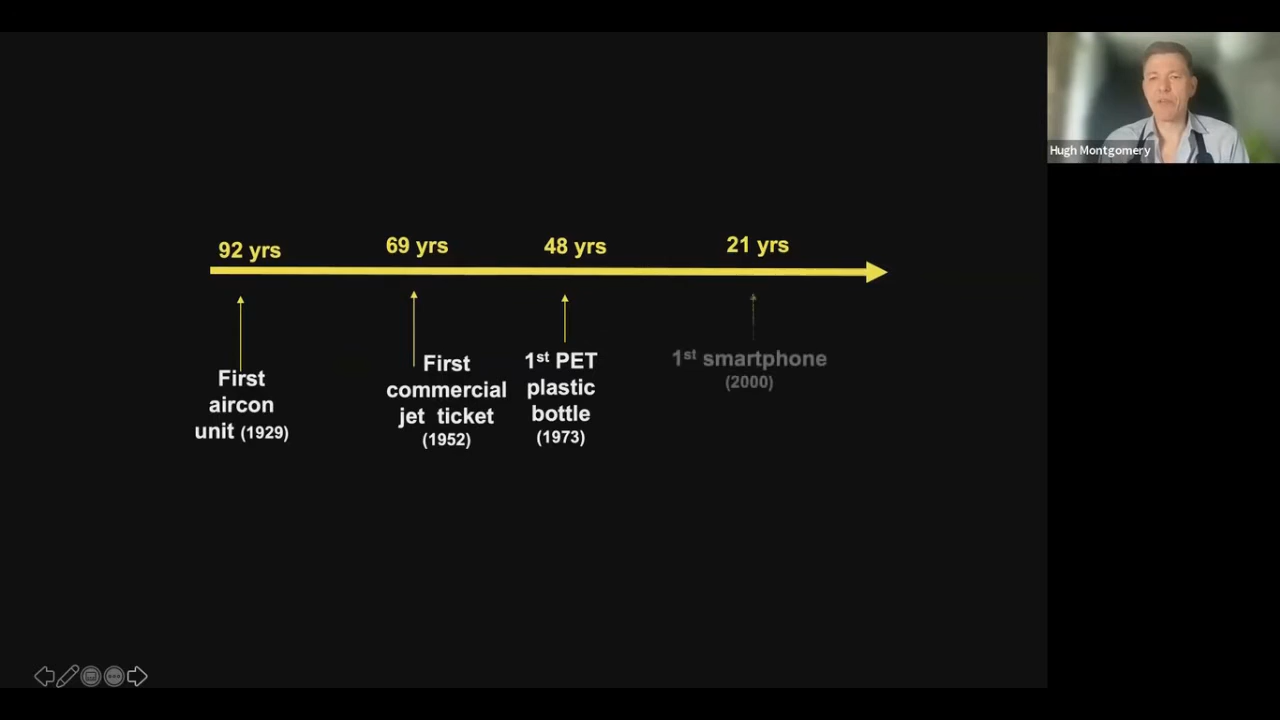 Hugh Montgomery
92 yrs
69 yrs
48 yrs
21 yrs
First
aircon
unit (1929)
First
commercial
jet ticket
(1952)
1st PET
plastic
bottle
(1973)
1st smartphone
(2000)